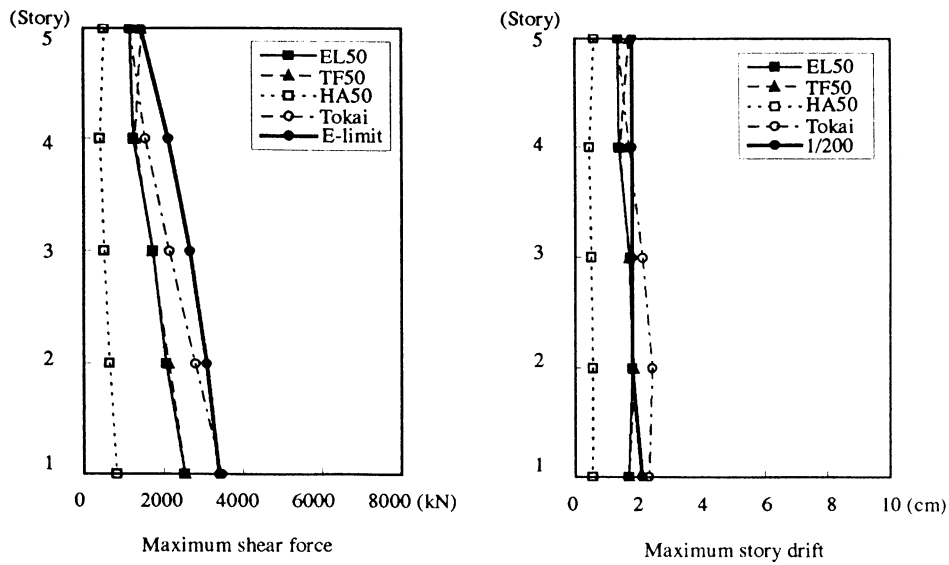 (Story)
5
4
3
2
1
EL50
TF50
HA50
Tokai
E-limit
0 2000 4000 6000 8000 (kN)
Maximum shear force
(Story)
5
4
3
2
1
EL50
TF50
HA50
Tokai
1/200
0 2 4 6 8 10 (cm)
Maximum story drift